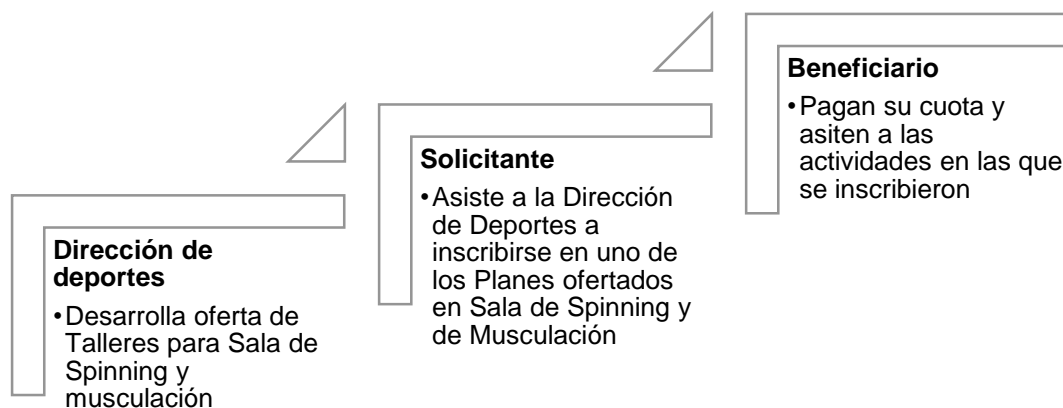 Dirección de
deportes
•Desarrolla oferta de
Talleres para Sala de
Spinning y
musculación
Solicitante
•Asiste a la Dirección
de Deportes a
inscribirse en uno de
los Planes ofertados
en Sala de Spinning y
de Musculación
Beneficiario
•Pagan su cuota y
asiten a las
actividades en las que
se inscribieron